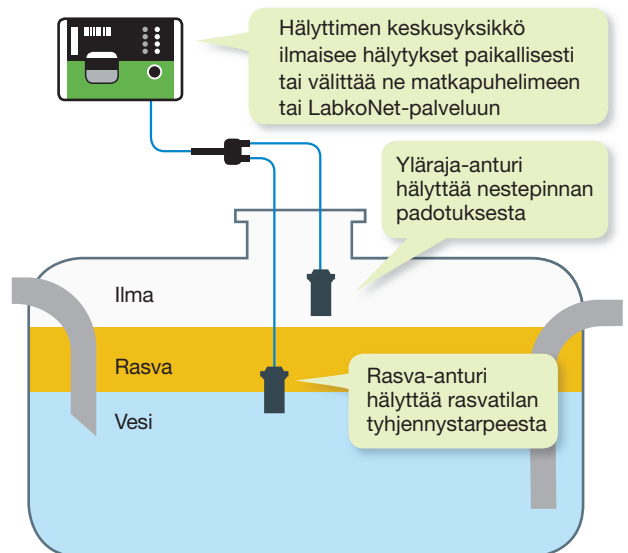 Hälyttimen keskusyksikkö
ilmaisee hälytykset paikallisesti
tai välittää ne matkapuhelimeen
tai LabkoNet-palveluun
Yläraja-anturi
hälyttää nestepinnan
padotuksesta
Ilma
Rasva
Rasva-anturi
hälyttää rasvatilan
tyhjennystarpeesta
Vesi